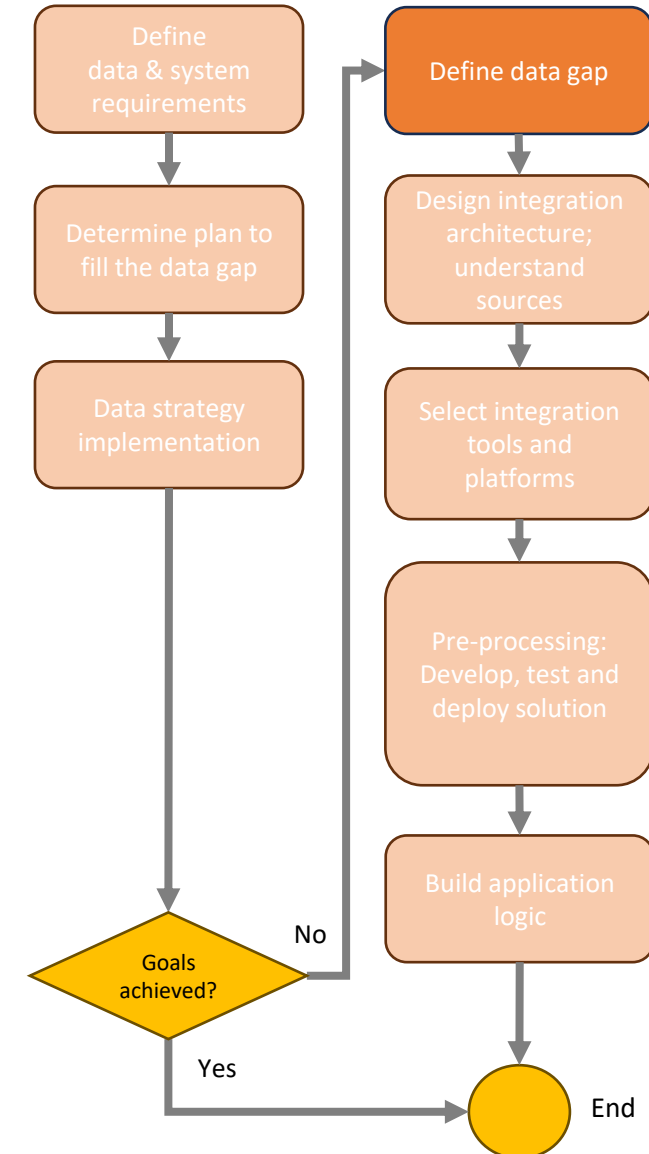 Define
data & system
requirements
Determine plan to
fill the data gap
Data strategy
implementation
Goals
achieved?
No
Yes
Define data gap
Design integration
architecture;
understand
sources
Select integration
tools and
platforms
Pre-processing:
Develop, test and
deploy solution
Build application
logic
End